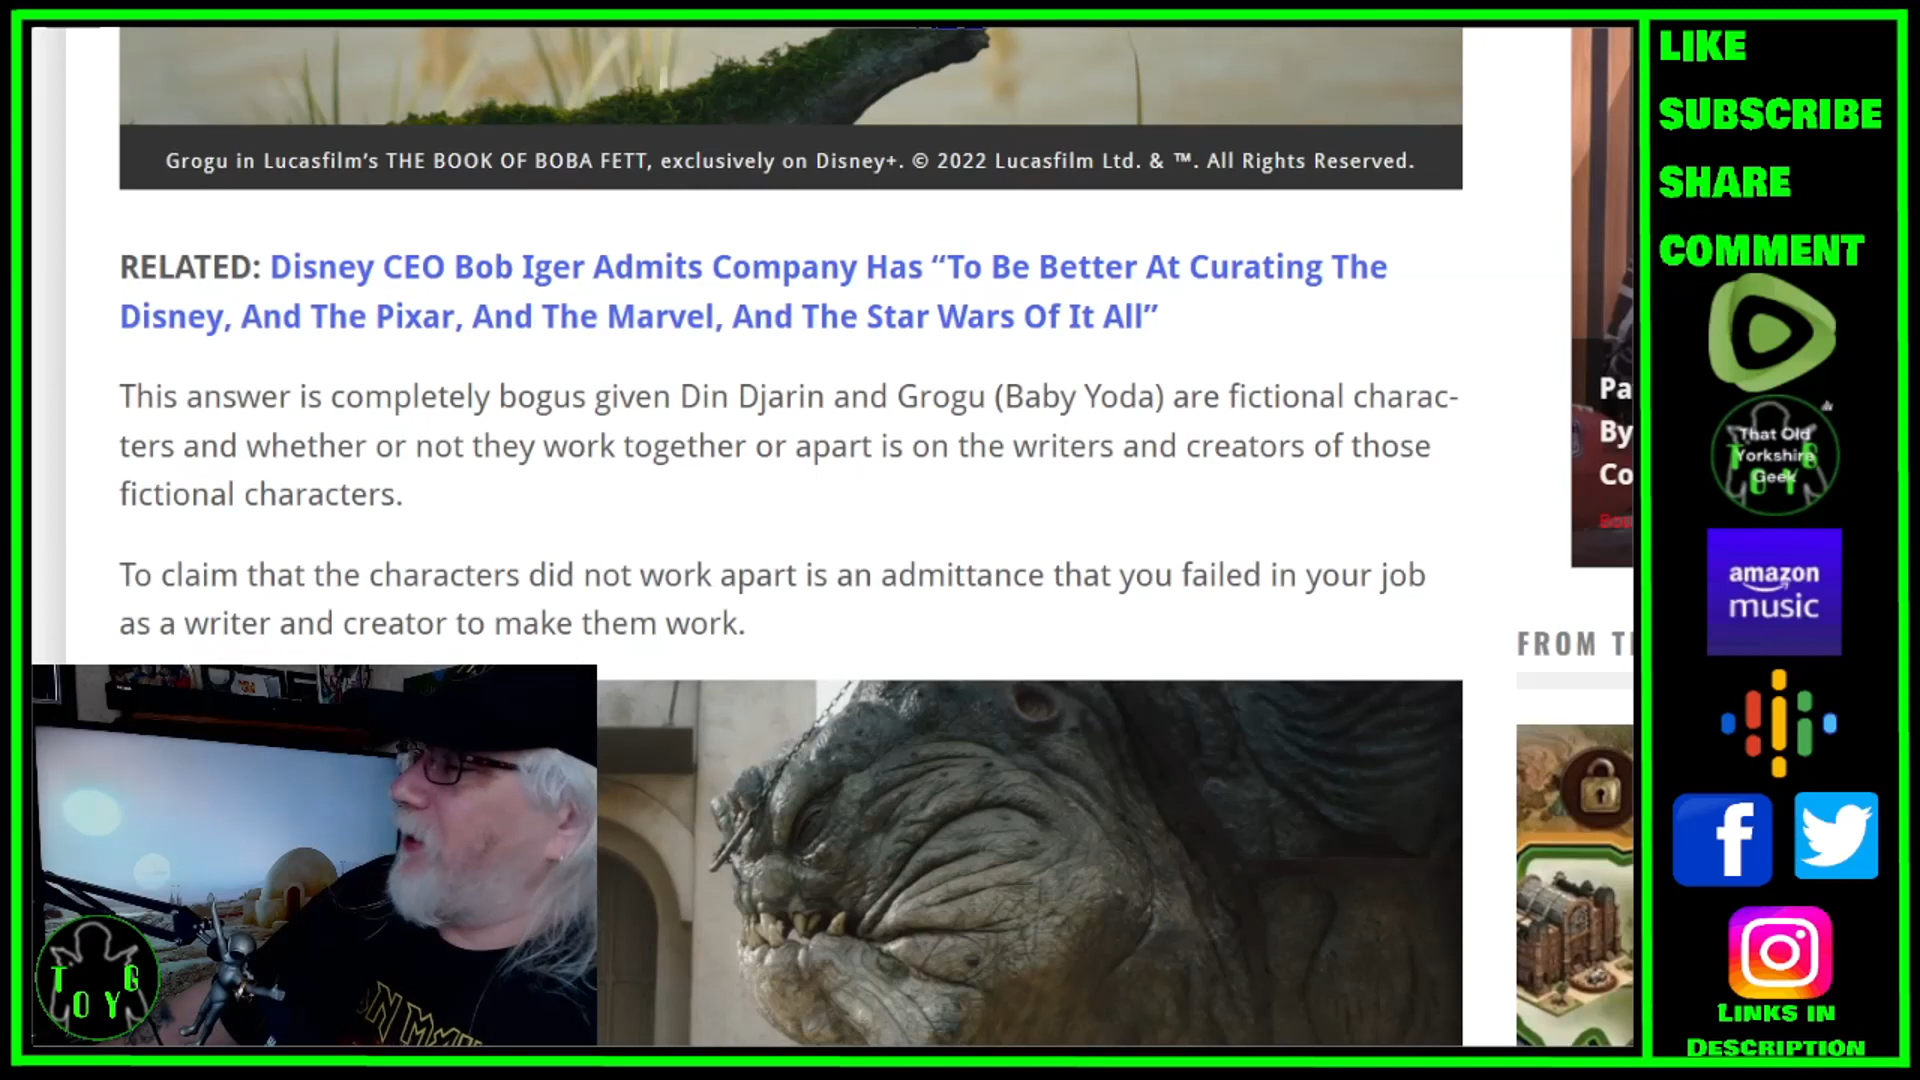 Grogu in Lucasfilm's THE BOOK OF BOBA FETT, exclusively on Disney+. © 2022 Lucasfilm Ltd. & ™. All Rights Reserved.
RELATED: Disney CEO Bob Iger Admits Company Has “To Be Better At Curating The
Disney, And The Pixar, And The Marvel, And The Star Wars Of It All”
This answer is completely bogus given Din Djarin and Grogu (Baby Yoda) are fictional charac-
ters and whether or not they work together or apart is on the writers and creators of those
fictional characters.
To claim that the characters did not work apart is an admittance that you failed in your job
as a writer and creator to make them work.
Pa
By
Co
FROM T
T G
O Y
LIKE
SUBSCRIBE
SHARE
COMMENT
That Old
Yorkshire
Geek
amazon
music
LINKS IN
DESCRIPTION